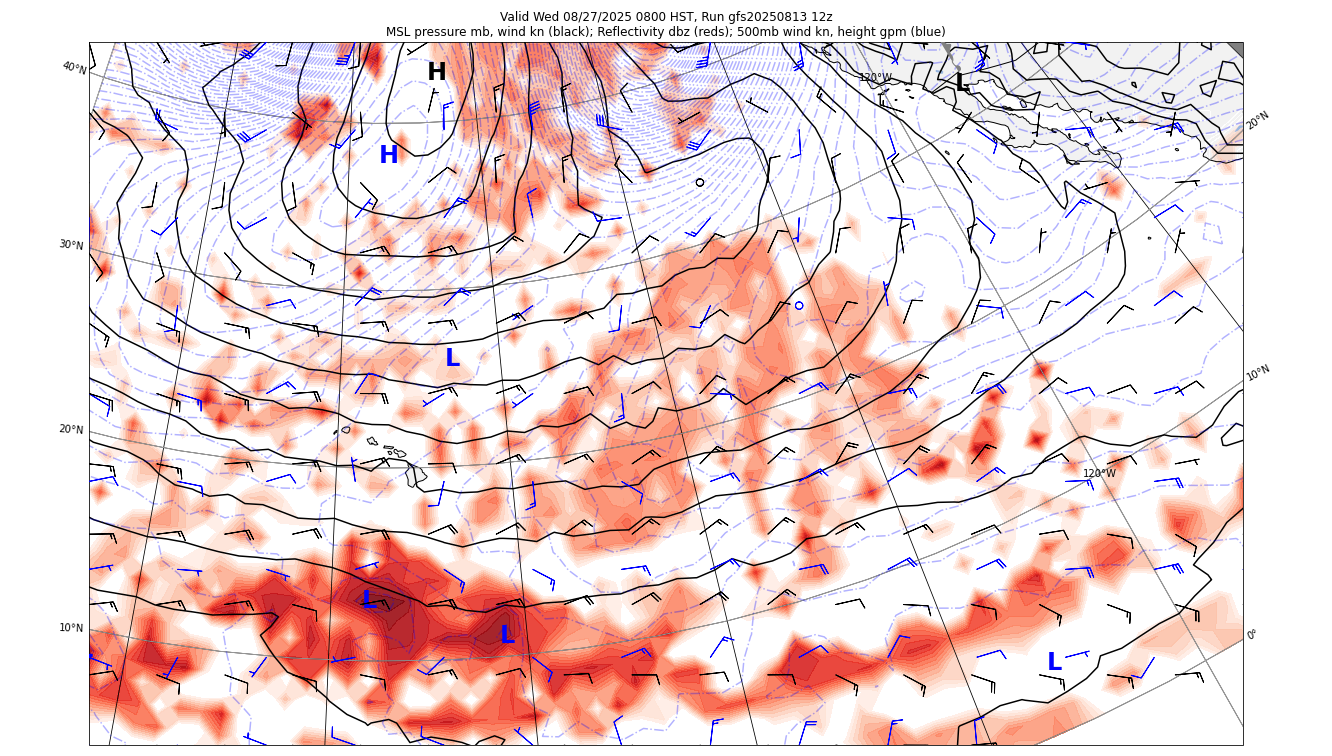 Valid Wed 08/27/2025 0800 HST, Run gfs20250813 12z
MSL pressure mb, wind kn (black); Reflectivity dbz (reds); 500mb wind kn, height gpm (blue)
40°N
H
120°W
L
20°N
H
30°N
L
10°N
20°N
120°W
L
10°N
L
0°
L